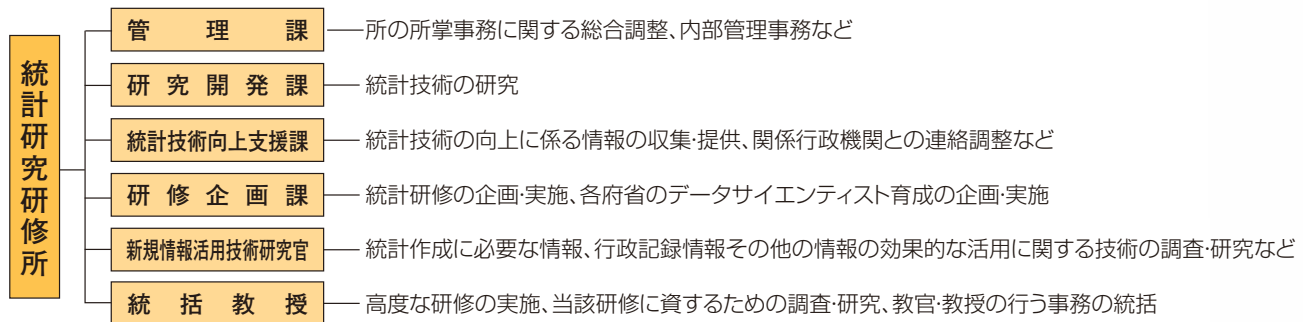 統計研究研修所
管理課 所の所掌事務に関する総合調整、内部管理事務など
研究開発課 統計技術の研究
統計技術向上支援課 統計技術の向上に係る情報の収集・提供、関係行政機関との連絡調整など
研修企画課 統計研修の企画・実施、各府省のデータサイエンティスト育成の企画・実施
新規情報活用技術研究官 統計作成に必要な情報、行政記録情報その他の情報の効果的な活用に関する技術の調査・研究など
統括教授 高度な研修の実施、当該研修に資するための調査・研究、教官・教授の行う事務の統括